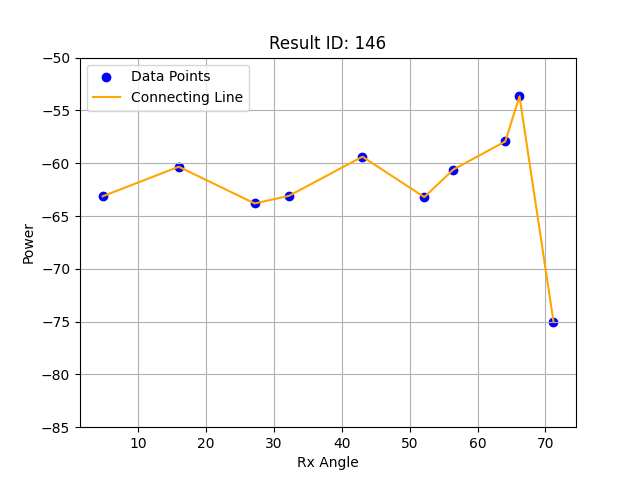 Result ID: 146
Data Points
Connecting Line
−50
−55
−60
−65
−70
−75
−80
−85
Power
10 20 30 40 50 60 70
Rx Angle